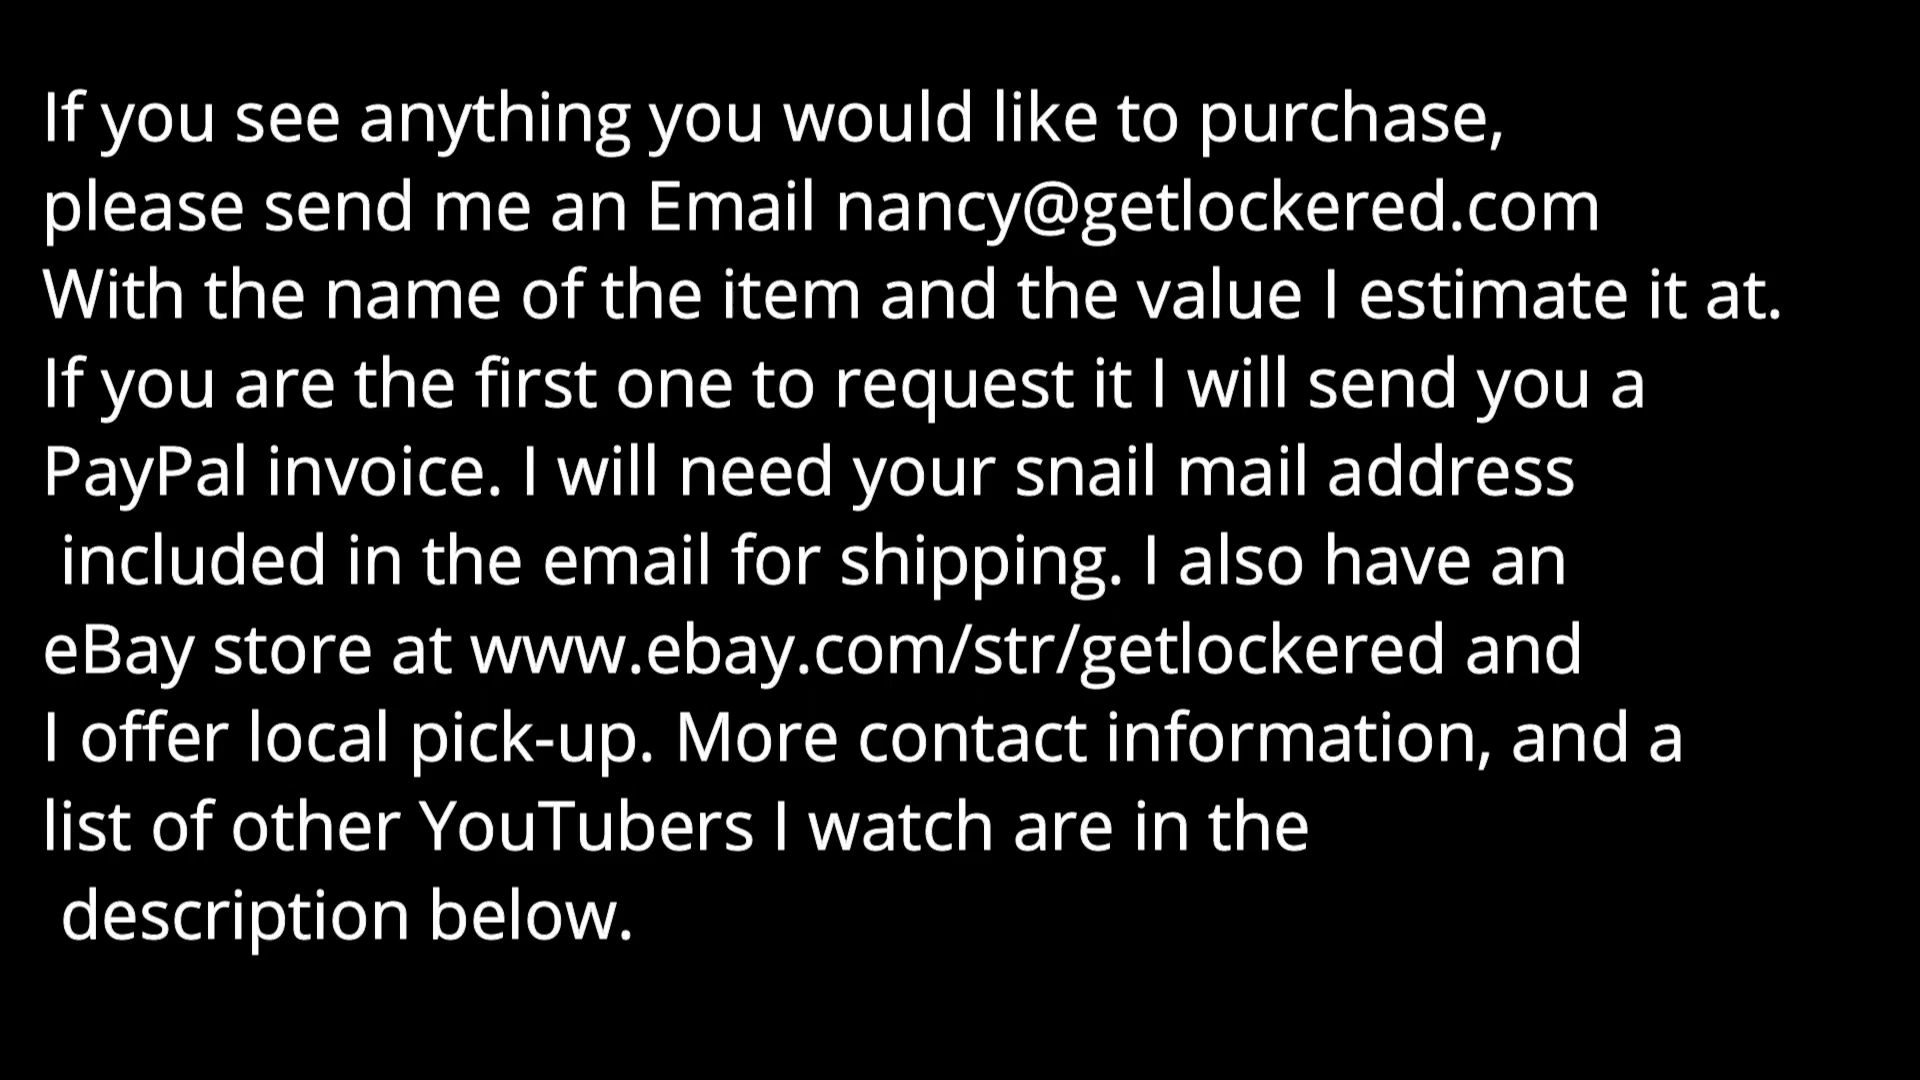 If you see anything you would like to purchase,
please send me an Email nancy@getlockered.com
With the name of the item and the value I estimate it at.
If you are the first one to request it I will send you a
PayPal invoice. I will need your snail mail address
included in the email for shipping. I also have an
eBay store at www.ebay.com/str/getlockered and
I offer local pick-up. More contact information, and a
list of other YouTubers I watch are in the
description below.